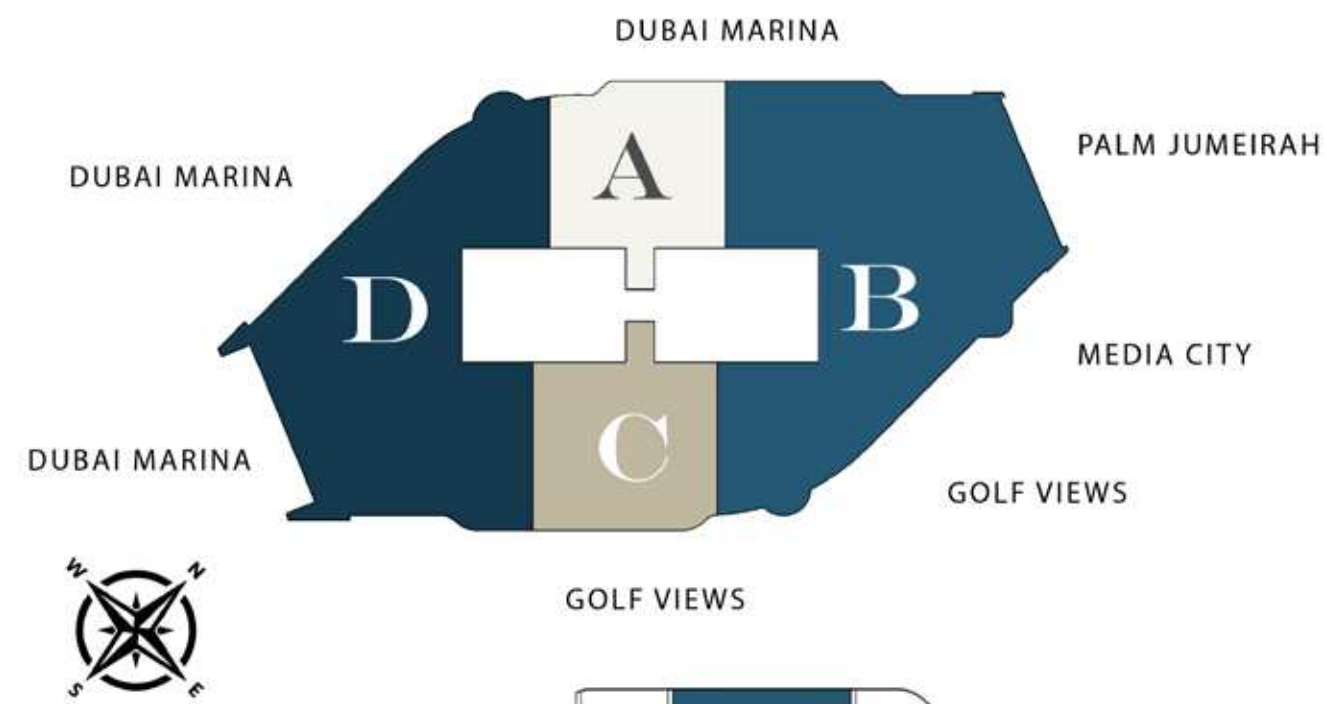 DUBAI MARINA
PALM JUMEIRAH
DUBAI MARINA
A
D
B
MEDIA CITY
C
DUBAI MARINA
GOLF VIEWS
GOLF VIEWS
W N
S E